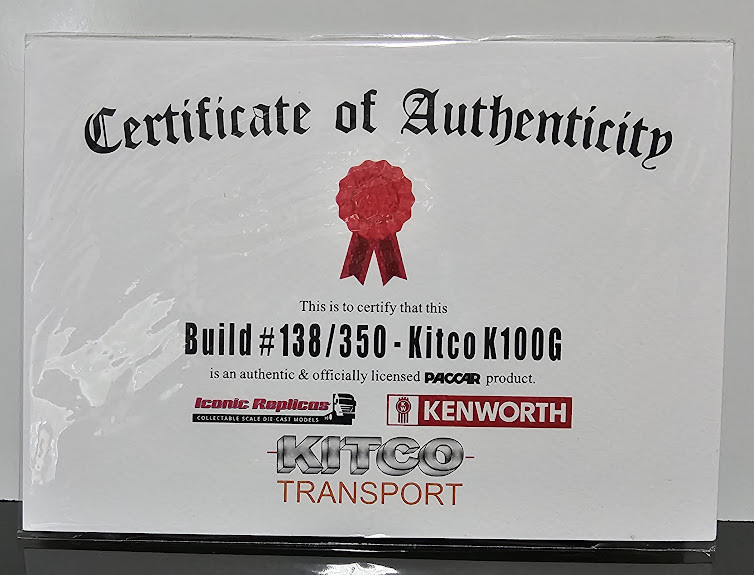 Certificate of Authenticity
This is to certify that this
Build #138/350 - Kitco K100G
is an authentic & officially licensed PACCAR product.
Iconic Replicas
COLLECTABLE SCALE DIE-CAST MODELS
KENWORTH
KITCO
TRANSPORT